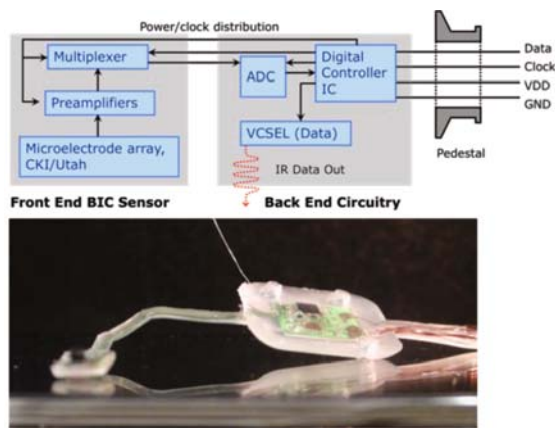 Power/clock distribution
Multiplexer
Preamplifiers
Microelectrode array,
CKI/Utah
ADC
Digital
Controller
IC
VCSEL (Data)
IR Data Out
Data
Clock
VDD
GND
Pedestal
Front End BIC Sensor
Back End Circuitry